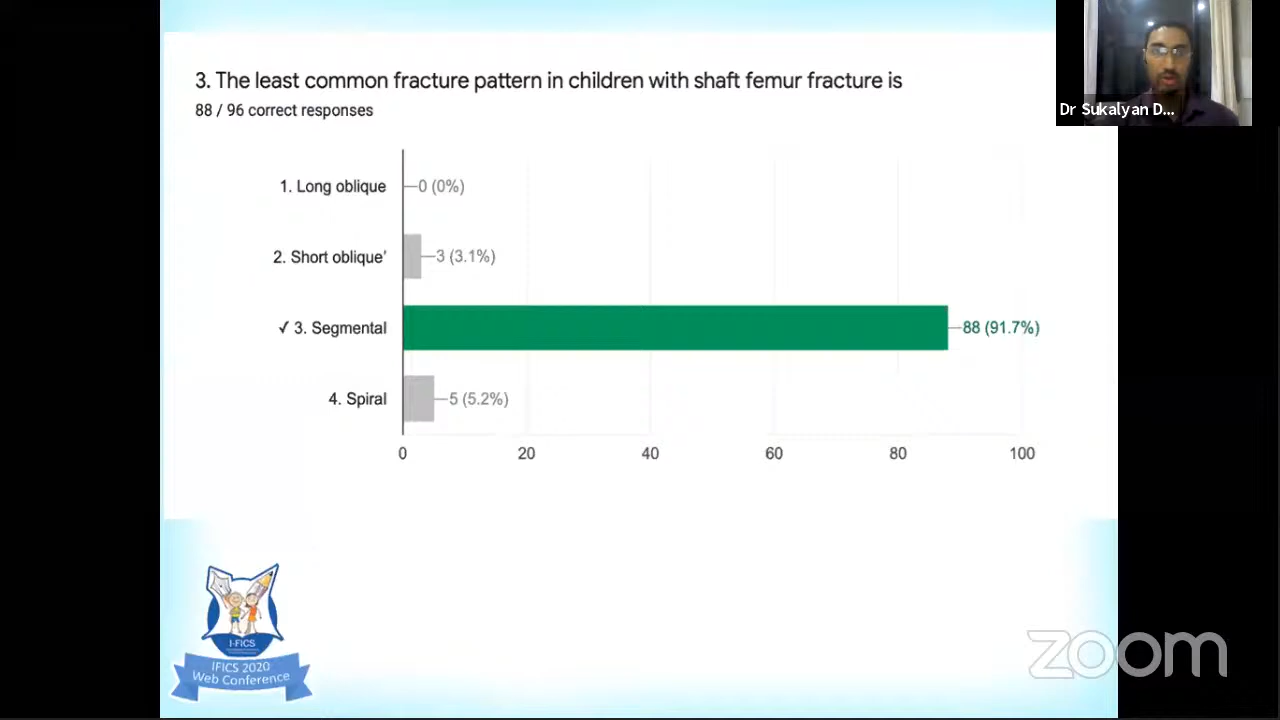 3. The least common fracture pattern in children with shaft femur fracture is
88 / 96 correct responses
1. Long oblique
0 (0%)
2. Short oblique'
3 (3.1%)
✓ 3. Segmental
88 (91.7%)
4. Spiral
5 (5.2%)
0 20 40 60 80 100
Dr Sukalyan D...
I-FICS
IFICS 2020
Web Conference
zoom